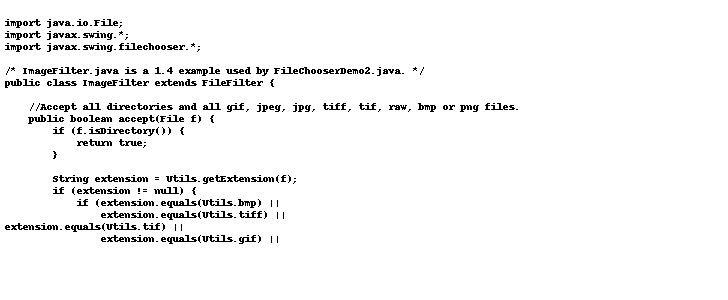 import java.io.File;
import javax.swing.*;
import javax.swing.filechooser.*;

/* ImageFilter.java is a 1.4 example used by FileChooserDemo2.java. */
public class ImageFilter extends FileFilter {

    //Accept all directories and all gif, jpeg, jpg, tiff, tif, raw, bmp or png files.
    public boolean accept(File f) {
        if (f.isDirectory()) {
            return true;
        }

        String extension = Utils.getExtension(f);
        if (extension != null) {
            if (extension.equals(Utils.bmp) ||
                extension.equals(Utils.tiff) ||
extension.equals(Utils.tif) ||
                extension.equals(Utils.gif) ||